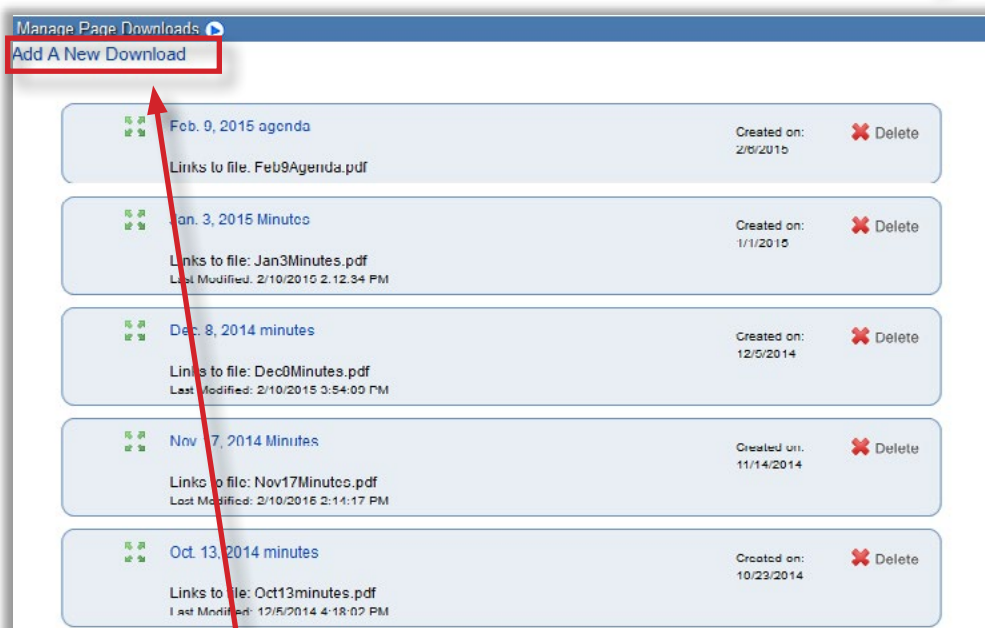 Manage Page Downloads
Add A New Download
Feb. 9, 2015 agenda
Created on:
2/6/2015
Delete
Links to file: Feb9Agenda.pdf
Jan. 3, 2015 Minutes
Created on:
1/1/2015
Delete
Links to file: Jan3Minutes.pdf
Last Modified: 2/10/2015 2:12:34 PM
Dec. 8, 2014 minutes
Created on:
12/5/2014
Delete
Links to file:
Last Modified: 2/10/2015 PM
Nov 17, 2014 Minutes
Created on:
11/14/2014
Delete
Links to file: Nov17Minutes.pdf
Last Modified: 2/10/2015 2:14:17 PM
Oct. 13, 2014 minutes
Created on:
10/23/2014
Delete
Links to file: Oct13minutes.pdf
Last Modified: 12/5/2014 4:18:02 PM